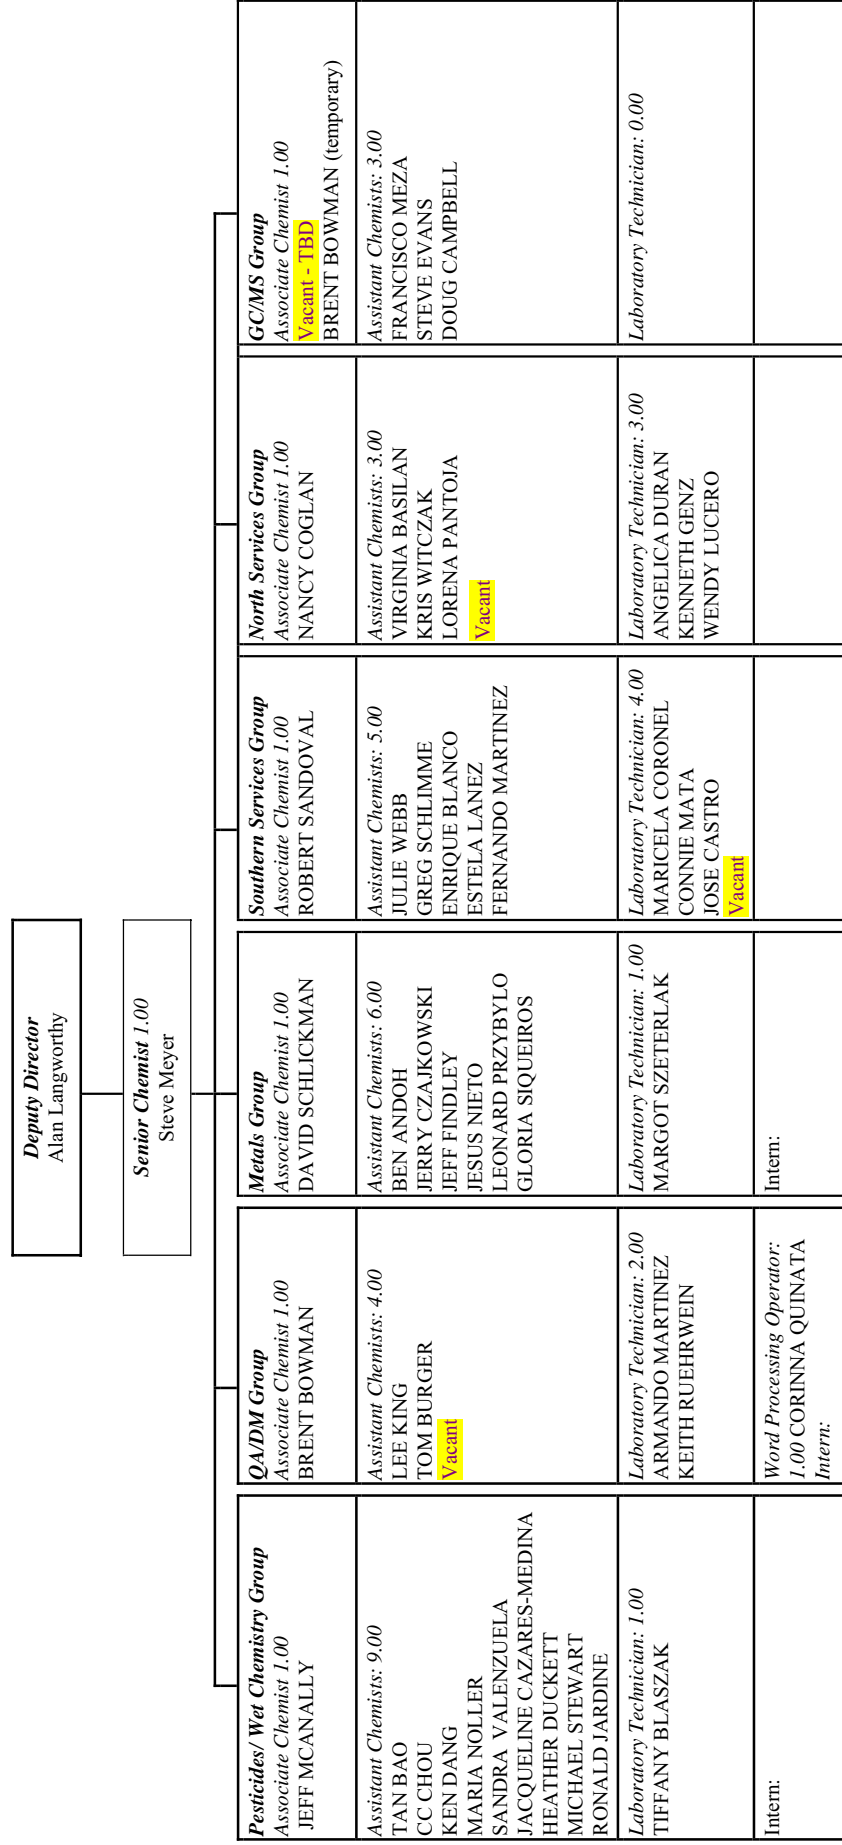 Deputy Director
Alan Langworthy
Senior Chemist 1.00
Steve Meyer
Pesticides/ Wet Chemistry Group
Associate Chemist 1.00
JEFF MCANALLY
Assistant Chemists: 9.00
TAN BAO
CC CHOU
KEN DANG
MARIA NOLLER
SANDRA VALENZUELA
JACQUELINE CAZARES-MEDINA
HEATHER DUCKETT
MICHAEL STEWART
RONALD JARDINE
Laboratory Technician: 1.00
TIFFANY BLASZAK
Intern:
QA/DM Group
Associate Chemist 1.00
BRENT BOWMAN
Assistant Chemists: 4.00
LEE KING
TOM BURGER
Vacant
Laboratory Technician: 2.00
ARMANDO MARTINEZ
KEITH RUEHRWEIN
Word Processing Operator:
1.00 CORINNA QUINATA
Intern:
Metals Group
Associate Chemist 1.00
DAVID SCHLICKMAN
Assistant Chemists: 6.00
BEN ANDOH
JERRY CZAJKOWSKI
JEFF FINDLEY
JESUS NIETO
LEONARD PRZYBYLO
GLORIA SIQUEIROS
Laboratory Technician: 1.00
MARGOT SZETERLAK
Intern:
Southern Services Group
Associate Chemist 1.00
ROBERT SANDOVAL
Assistant Chemists: 5.00
JULIE WEBB
GREG SCHLIMME
ENRIQUE BLANCO
ESTELA LANEZ
FERNANDO MARTINEZ
Laboratory Technician: 4.00
MARICELA CORONEL
CONNIE MATA
JOSE CASTRO
Vacant
North Services Group
Associate Chemist 1.00
NANCY COGLAN
Assistant Chemists: 3.00
VIRGINIA BASILAN
KRIS WITCZAK
LORENA PANTOJA
Vacant
Laboratory Technician: 3.00
ANGELICA DURAN
KENNETH GENZ
WENDY LUCERO
GC/MS Group
Associate Chemist 1.00
Vacant - TBD
BRENT BOWMAN (temporary)
Assistant Chemists: 3.00
FRANCISCO MEZA
STEVE EVANS
DOUG CAMPBELL
Laboratory Technician: 0.00